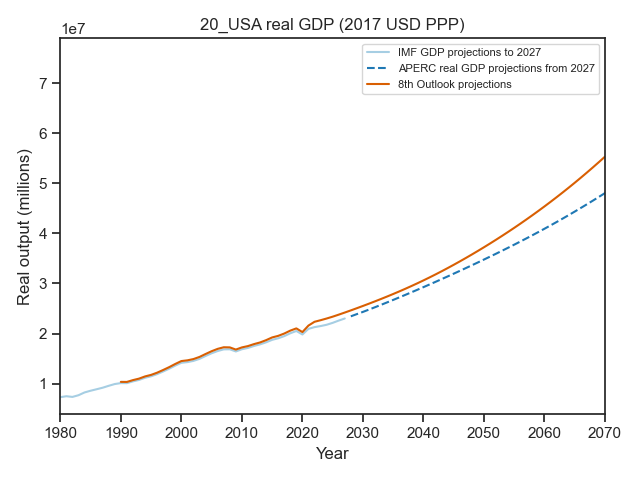 20_USA real GDP (2017 USD PPP)
1e7
IMF GDP projections to 2027
APERC real GDP projections from 2027
8th Outlook projections
7
6
5
4
3
2
1
Real output (millions)
1980 1990 2000 2010 2020 2030 2040 2050 2060 2070
Year